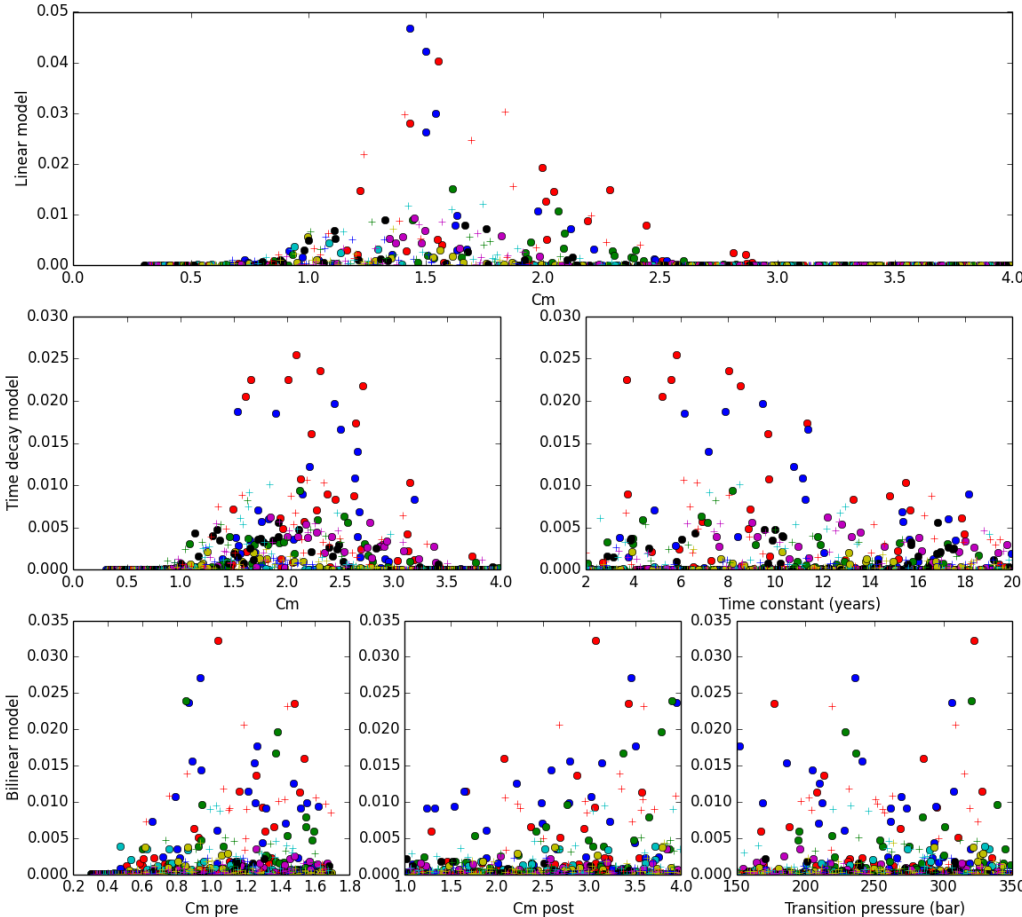 0.05
0.04
0.03
0.02
0.01
0.00
Linear model
0.0 0.5 1.0 1.5 2.0 2.5 3.0 3.5 4.0
Cm
0.030
0.025
0.020
0.015
0.010
0.005
0.000
Time decay model
0.0 0.5 1.0 1.5 2.0 2.5 3.0 3.5 4.0
Cm
0.030
0.025
0.020
0.015
0.010
0.005
0.000
2 4 6 8 10 12 14 16 18 20
Time constant (years)
0.035
0.030
0.025
0.020
0.015
0.010
0.005
0.000
Bilinear model
0.2 0.4 0.6 0.8 1.0 1.2 1.4 1.6 1.8
Cm pre
0.035
0.030
0.025
0.020
0.015
0.010
0.005
0.000
1.0 1.5 2.0 2.5 3.0 3.5 4.0
Cm post
0.035
0.030
0.025
0.020
0.015
0.010
0.005
0.000
150 200 250 300 350
Transition pressure (bar)